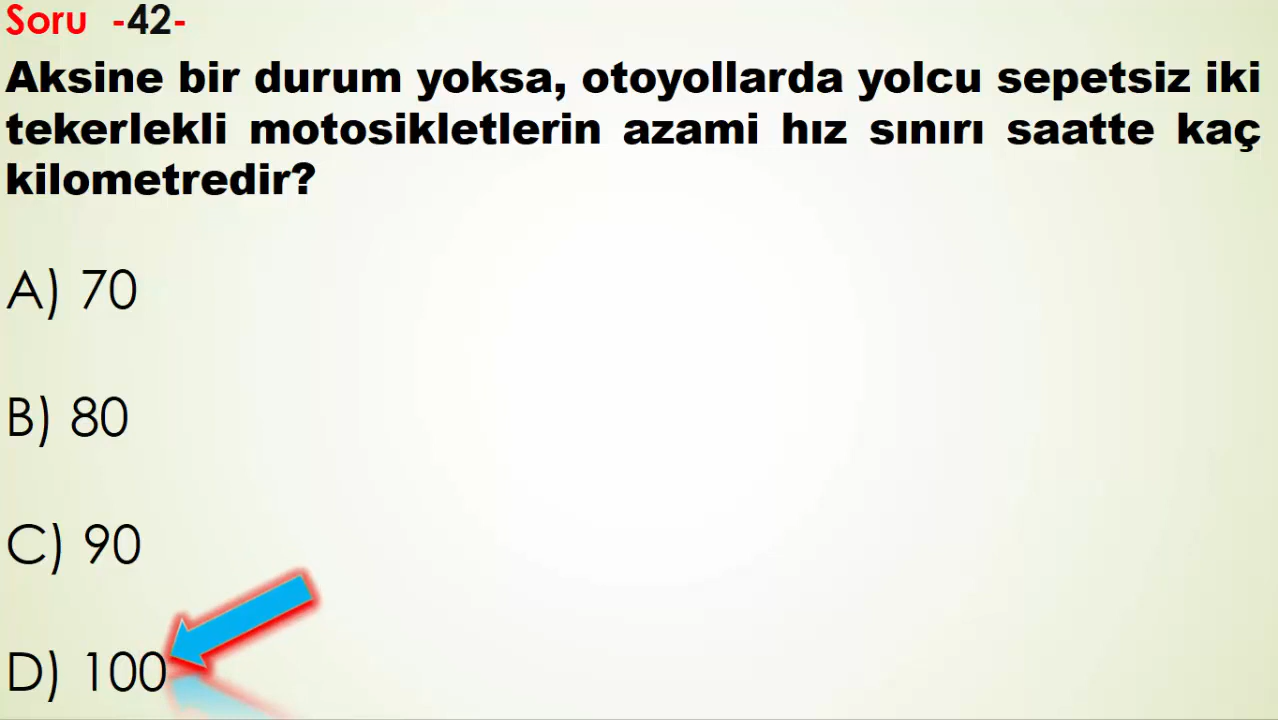 Soru -42-
Aksine bir durum yoksa, otoyollarda yolcu sepetsiz iki
tekerlekli motosikletlerin azami hız sınırı saatte kaç
kilometredir?
A) 70
B) 80
C) 90
D) 100